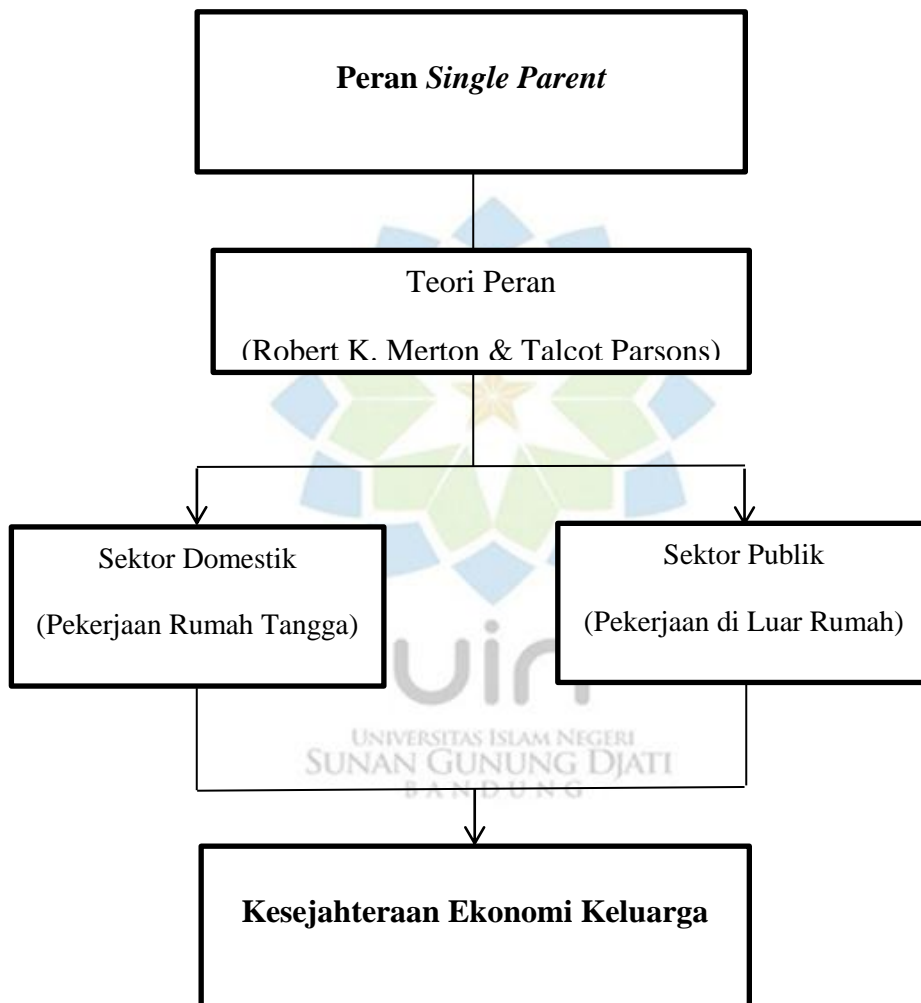 Peran Single Parent
Teori Peran
(Robert K. Merton & Talcot Parsons)
Sektor Domestik
(Pekerjaan Rumah Tangga)
Sektor Publik
(Pekerjaan di Luar Rumah)
uin
UNIVERSITAS ISLAM NEGERI
SUNAN GUNUNG DJATI
BANDUNG
Kesejahteraan Ekonomi Keluarga